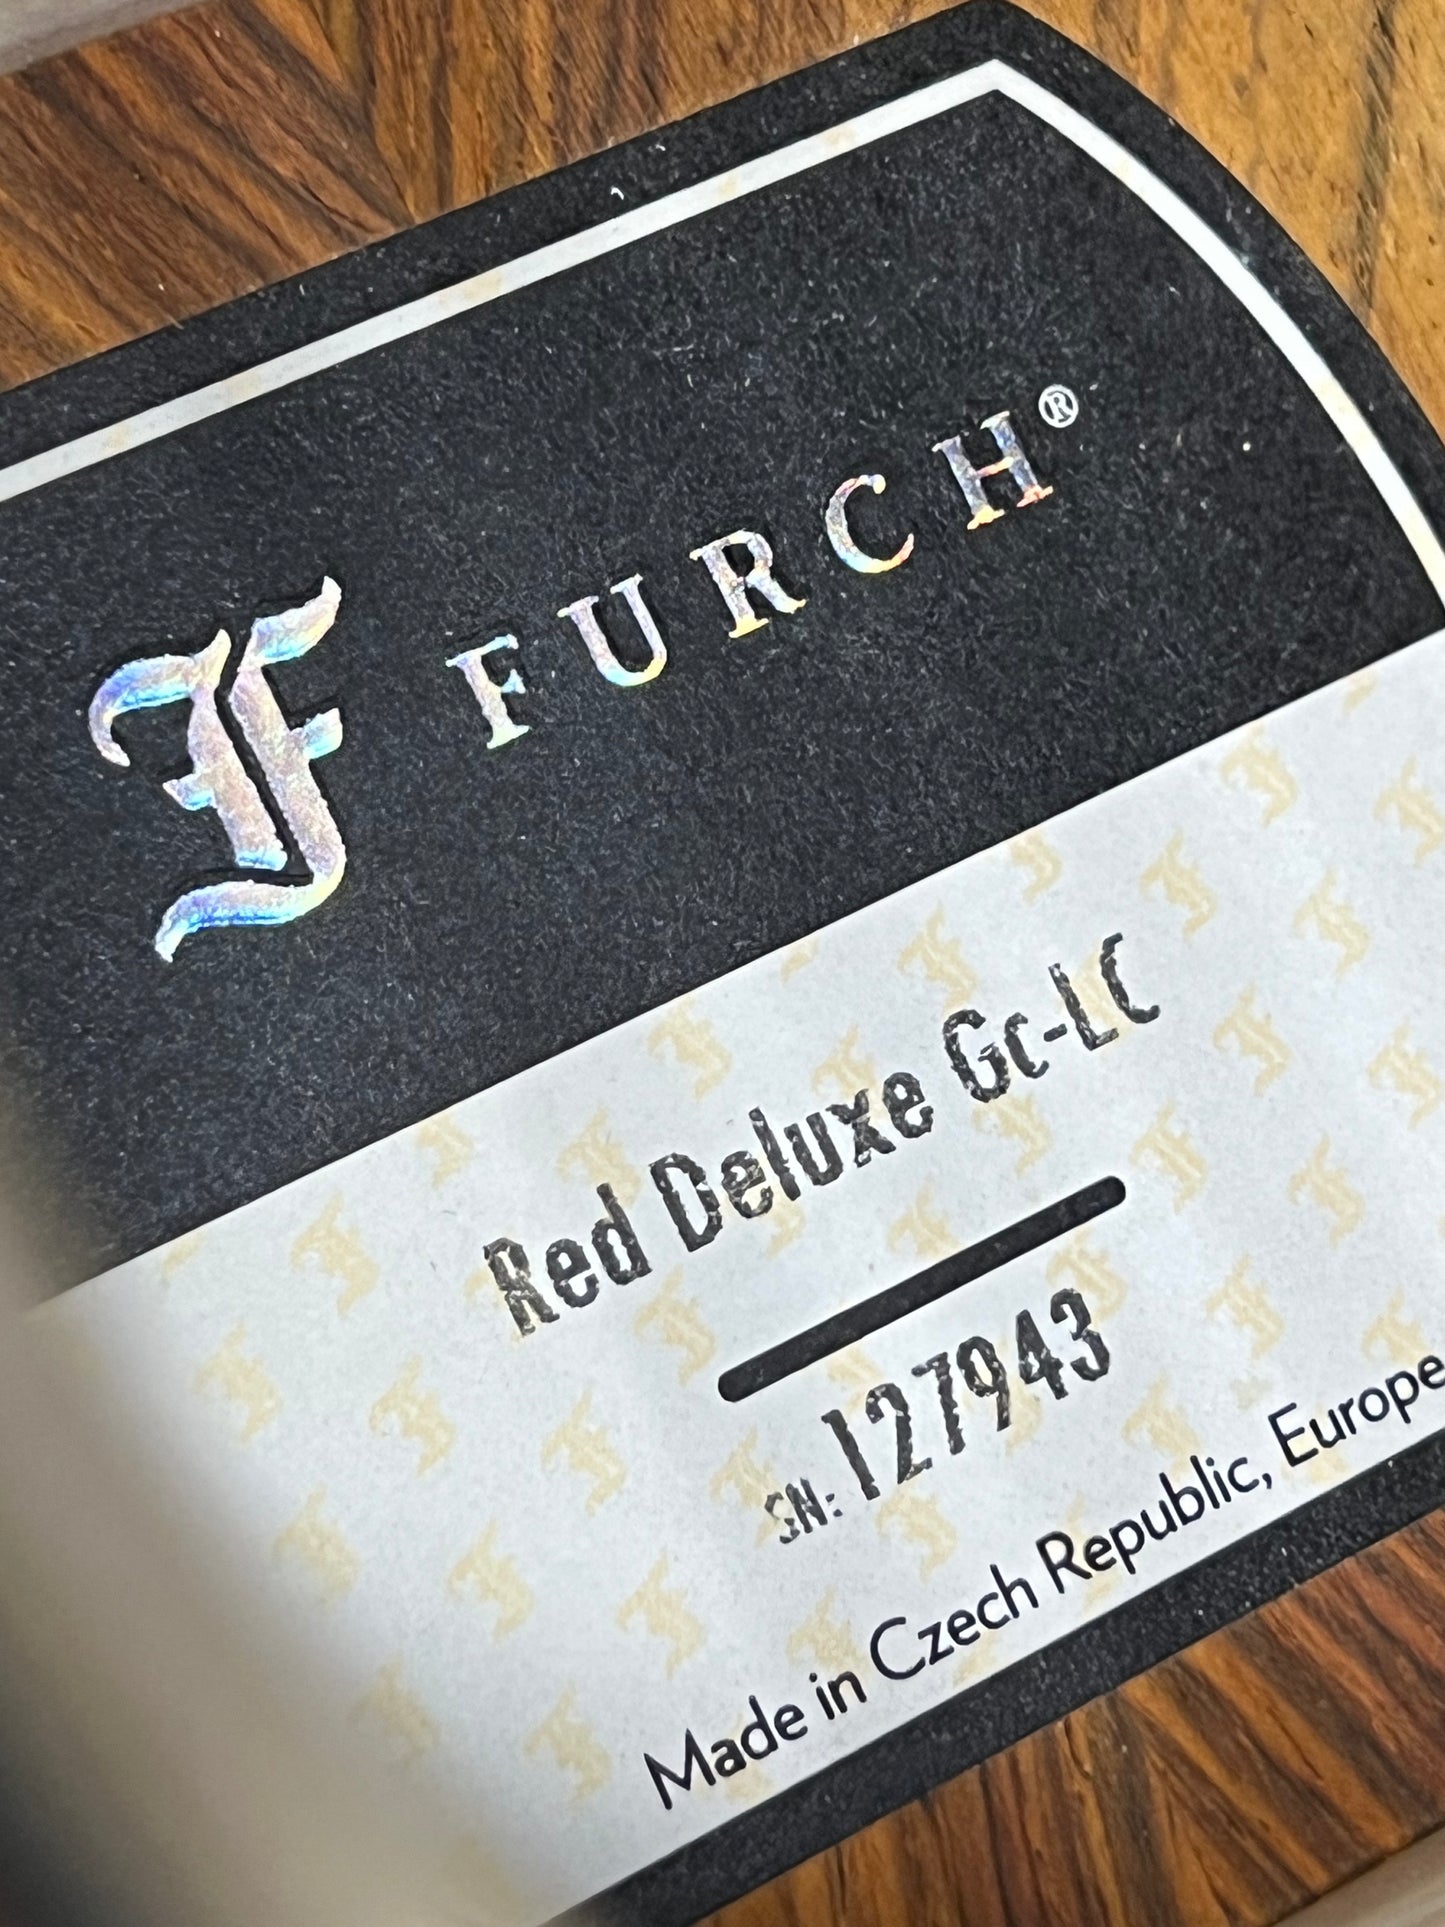 F FURCH®
Red Deluxe Gc-LC
SN: 127943
Made in Czech Republic, Europe